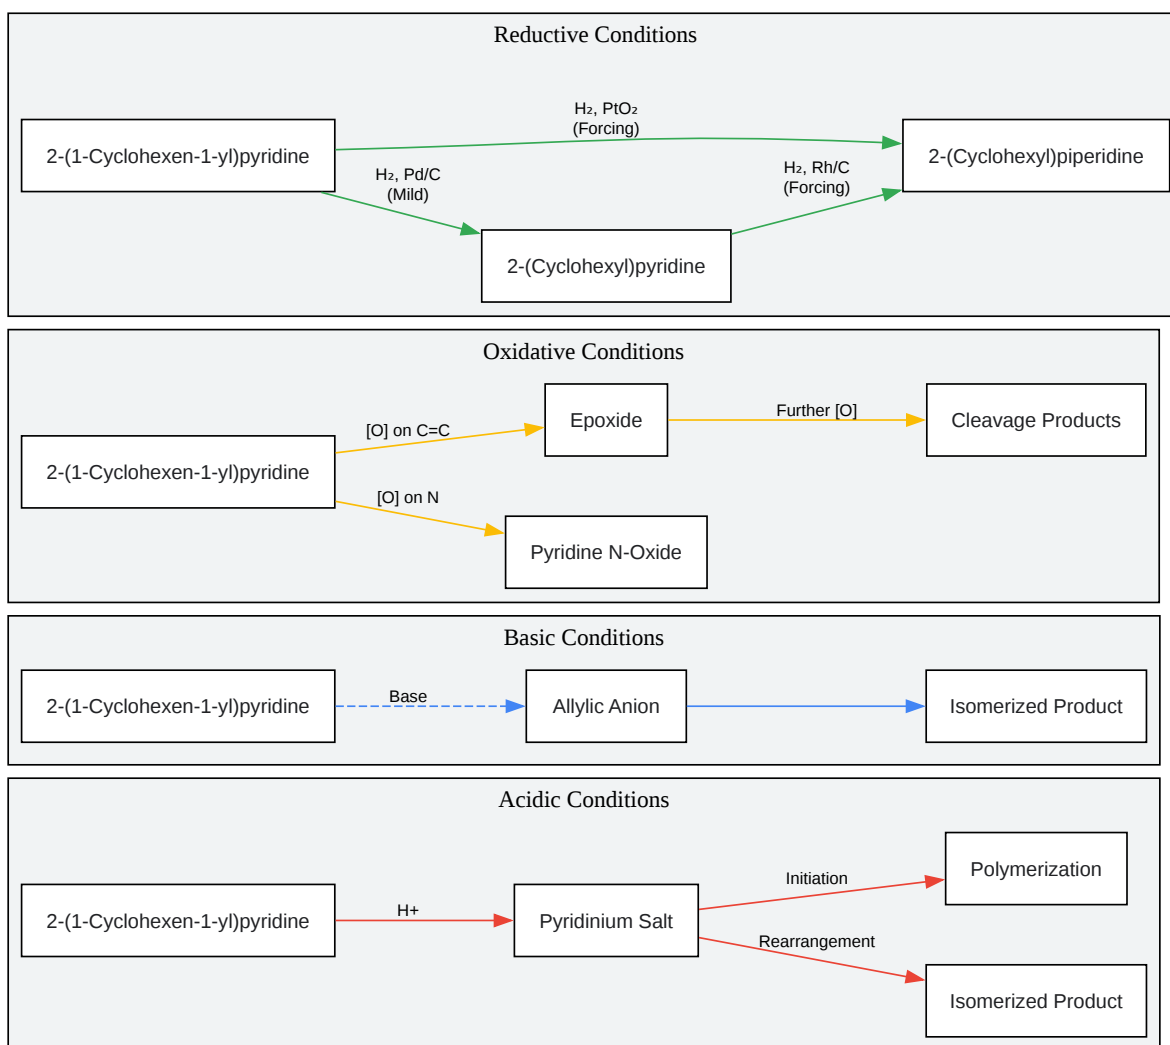 Reductive Conditions
H₂, PtO₂
(Forcing)
2-(1-Cyclohexen-1-yl)pyridine
2-(Cyclohexyl)piperidine
H₂, Pd/C
(Mild)
H₂, Rh/C
(Forcing)
2-(Cyclohexyl)pyridine
Oxidative Conditions
[O] on C=C
Epoxide
Further [O]
Cleavage Products
2-(1-Cyclohexen-1-yl)pyridine
[O] on N
Pyridine N-Oxide
Basic Conditions
2-(1-Cyclohexen-1-yl)pyridine
Base
Allylic Anion
Isomerized Product
Acidic Conditions
Polymerization
Initiation
2-(1-Cyclohexen-1-yl)pyridine
H+
Pyridinium Salt
Rearrangement
Isomerized Product